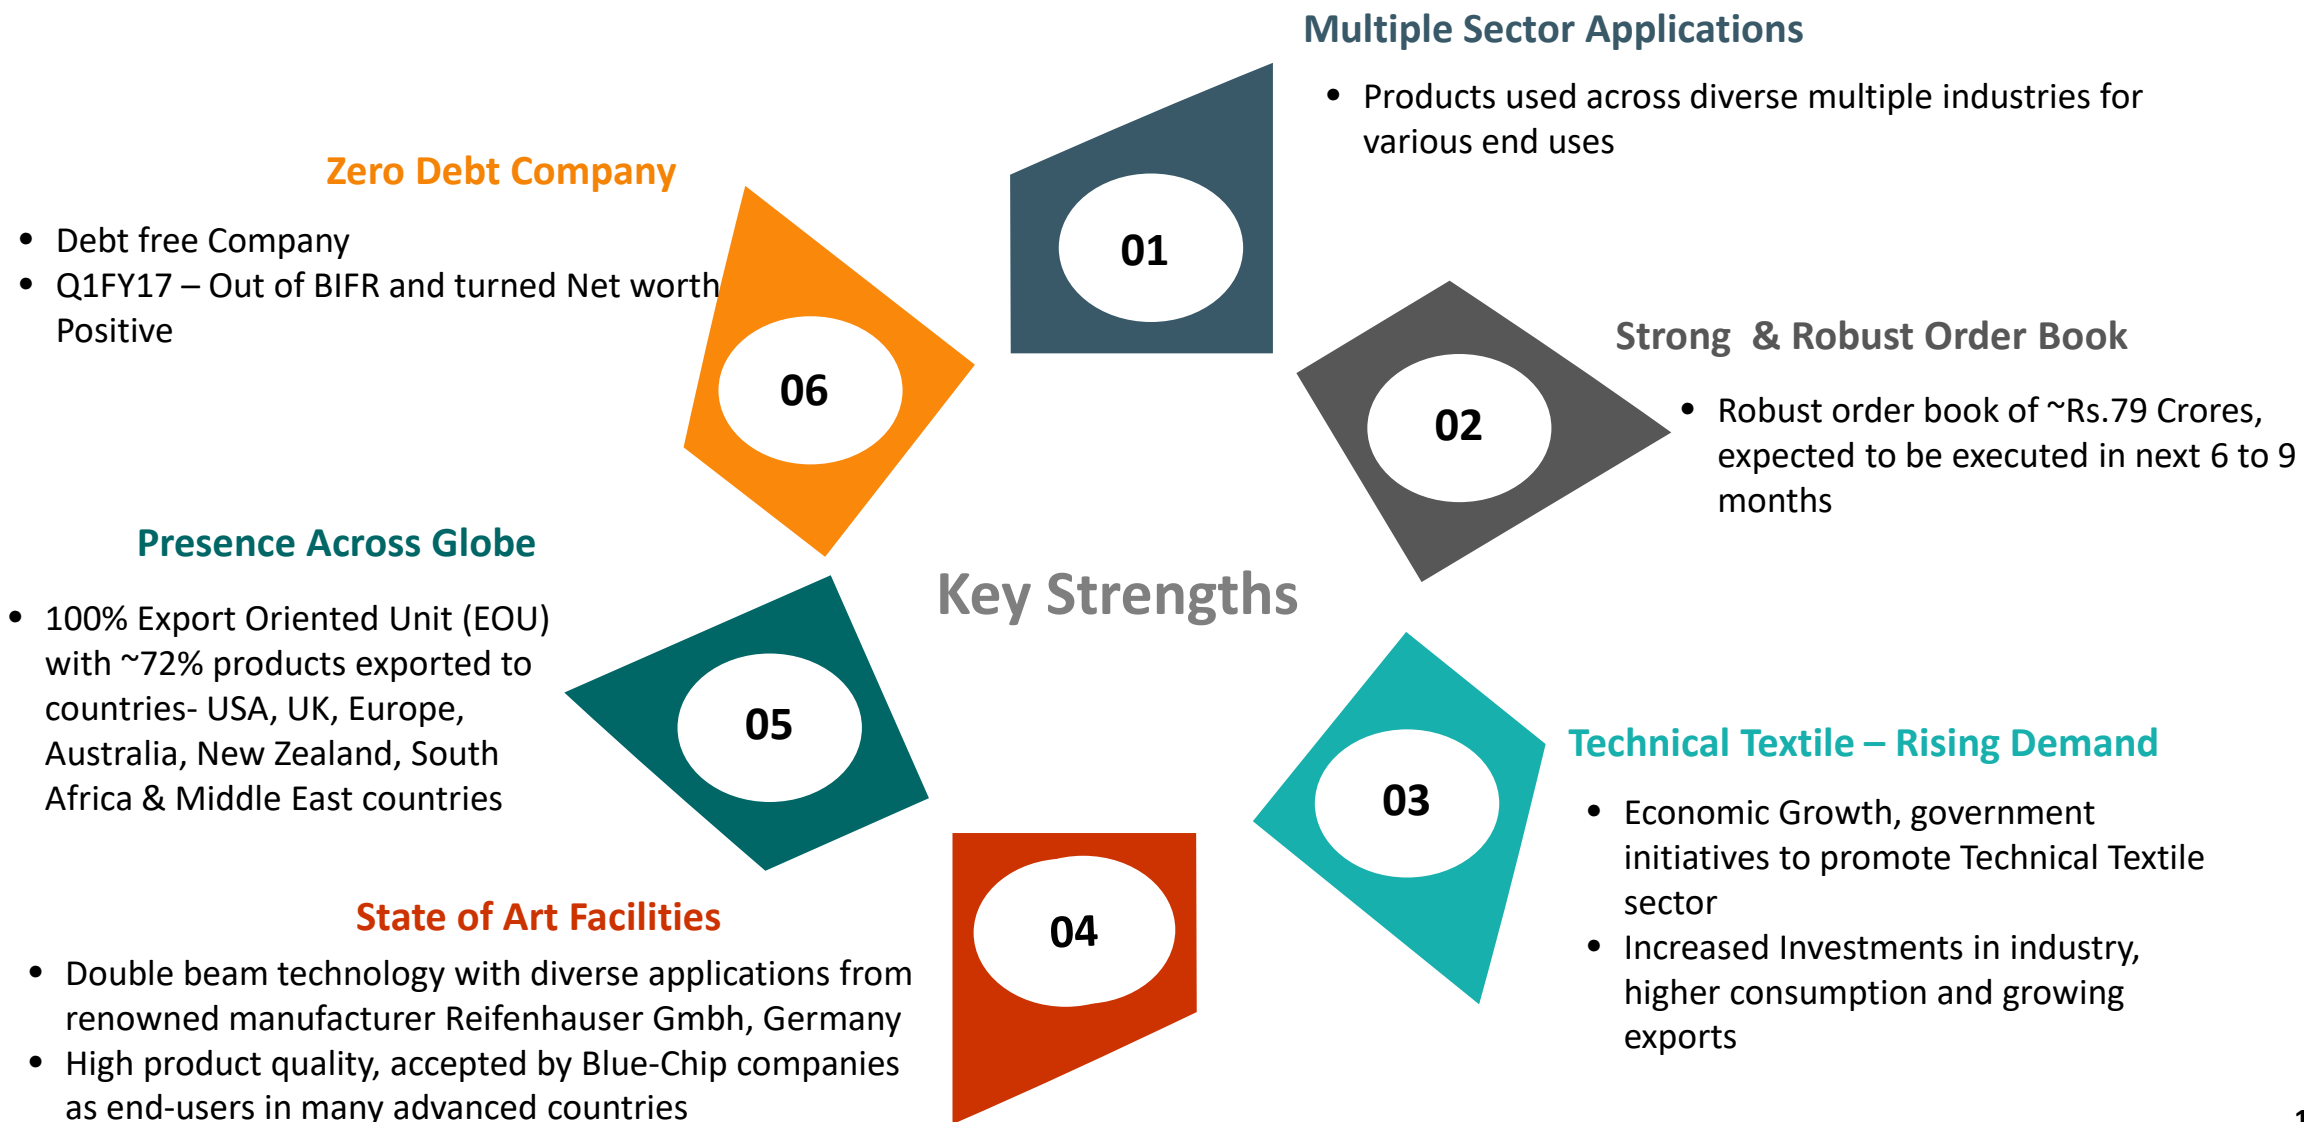 Multiple Sector Applications
• Products used across diverse multiple industries for
various end uses
01
Strong & Robust Order Book
• Robust order book of ~Rs.79 Crores,
expected to be executed in next 6 to 9
months
02
Technical Textile – Rising Demand
• Economic Growth, government
initiatives to promote Technical Textile
sector
• Increased Investments in industry,
higher consumption and growing
exports
03
State of Art Facilities
• Double beam technology with diverse applications from
renowned manufacturer Reifenhauser Gmbh, Germany
• High product quality, accepted by Blue-Chip companies
as end-users in many advanced countries
04
Presence Across Globe
• 100% Export Oriented Unit (EOU)
with ~72% products exported to
countries- USA, UK, Europe,
Australia, New Zealand, South
Africa & Middle East countries
05
Zero Debt Company
• Debt free Company
• Q1FY17 – Out of BIFR and turned Net worth
Positive
06
Key Strengths